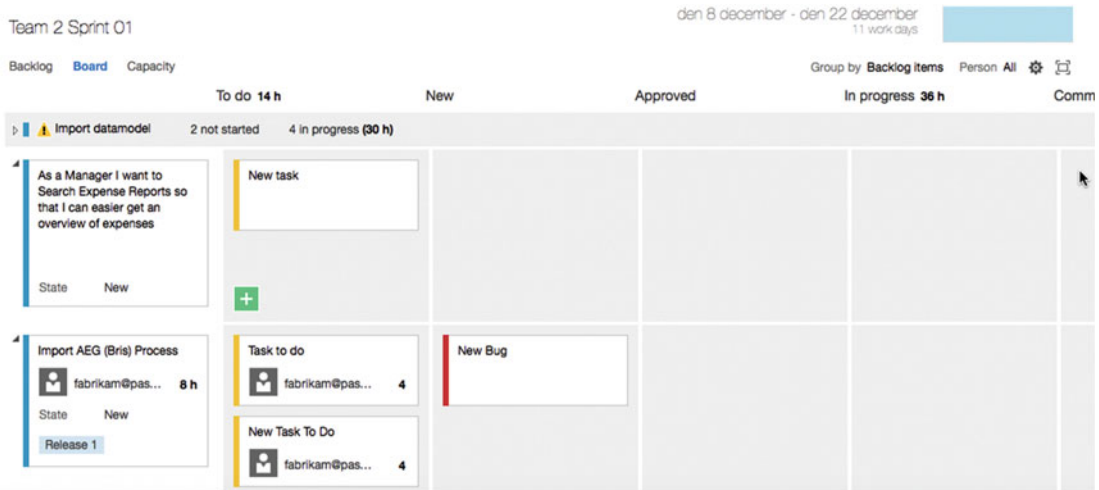 Team 2 Sprint 01
den 8 december - den 22 december
11 work days
Backlog Board Capacity
Group by Backlog items Person All
To do 14 h New Approved In progress 36 h Comm
Import datamodel 2 not started 4 in progress (30 h)
As a Manager I want to
Search Expense Reports so
that I can easier get an
overview of expenses
State New
New task
Import AEG (Bris) Process
fabrikam@pas... 8 h
State New
Release 1
Task to do
fabrikam@pas... 4
New Task To Do
fabrikam@pas... 4
New Bug